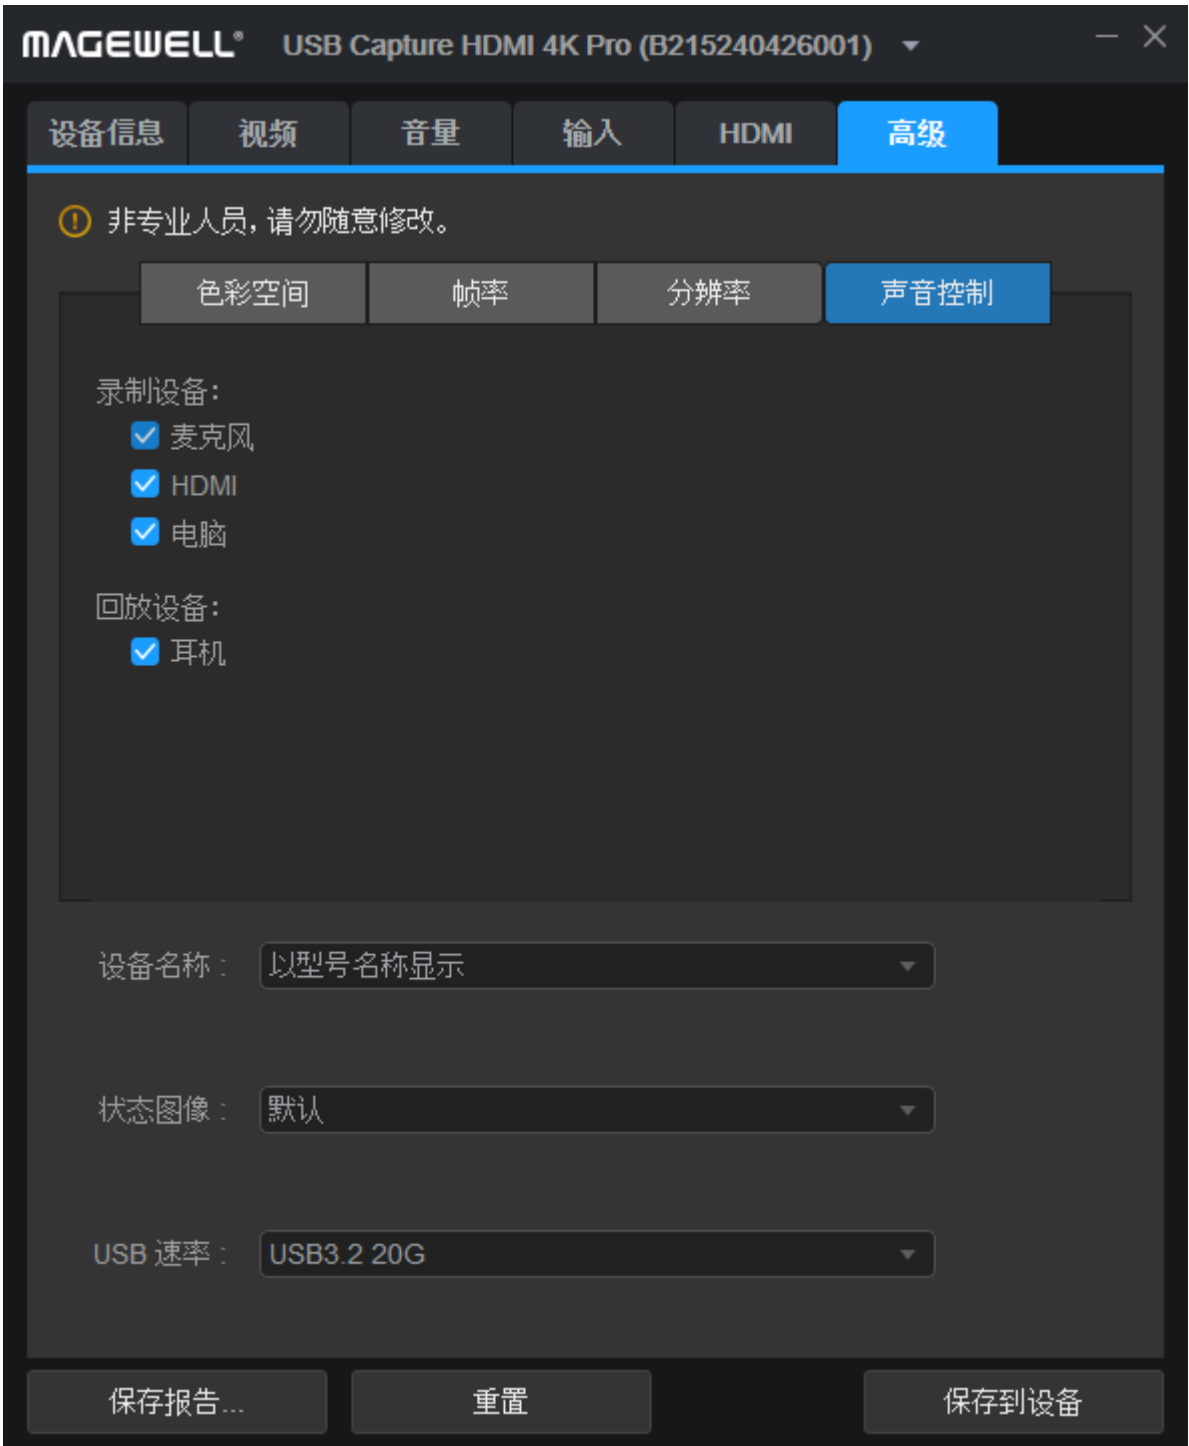 MAGEWELL® USB Capture HDMI 4K Pro (B215240426001)
设备信息 视频 音量 输入 HDMI 高级
非专业人员，请勿随意修改。
色彩空间 帧率 分辨率 声音控制
录制设备：
麦克风
HDMI
电脑
回放设备：
耳机
设备名称： 以型号名称显示
状态图像： 默认
USB 速率： USB3.2 20G
保存报告... 重置 保存到设备